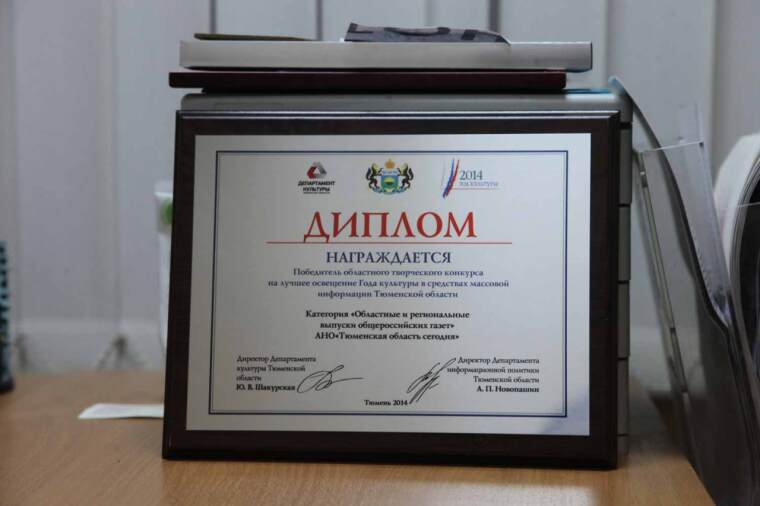 ДЕПАРТАМЕНТ
КУЛЬТУРЫ
2014
ГОД КУЛЬТУРЫ
ДИПЛОМ
НАГРАЖДАЕТСЯ
Победитель областного творческого конкурса
на лучшее освещение Года культуры в средствах массовой
информации Тюменской области
Категория «Областные и региональные
выпуски общероссийских газет»
АНО«Тюменская область сегодня»
Директор Департамента
культуры Тюменской
области
Ю. В. Шакурская
Директор Департамента
информационной политики
Тюменской области
А. П. Новопашин
Тюмень 2014